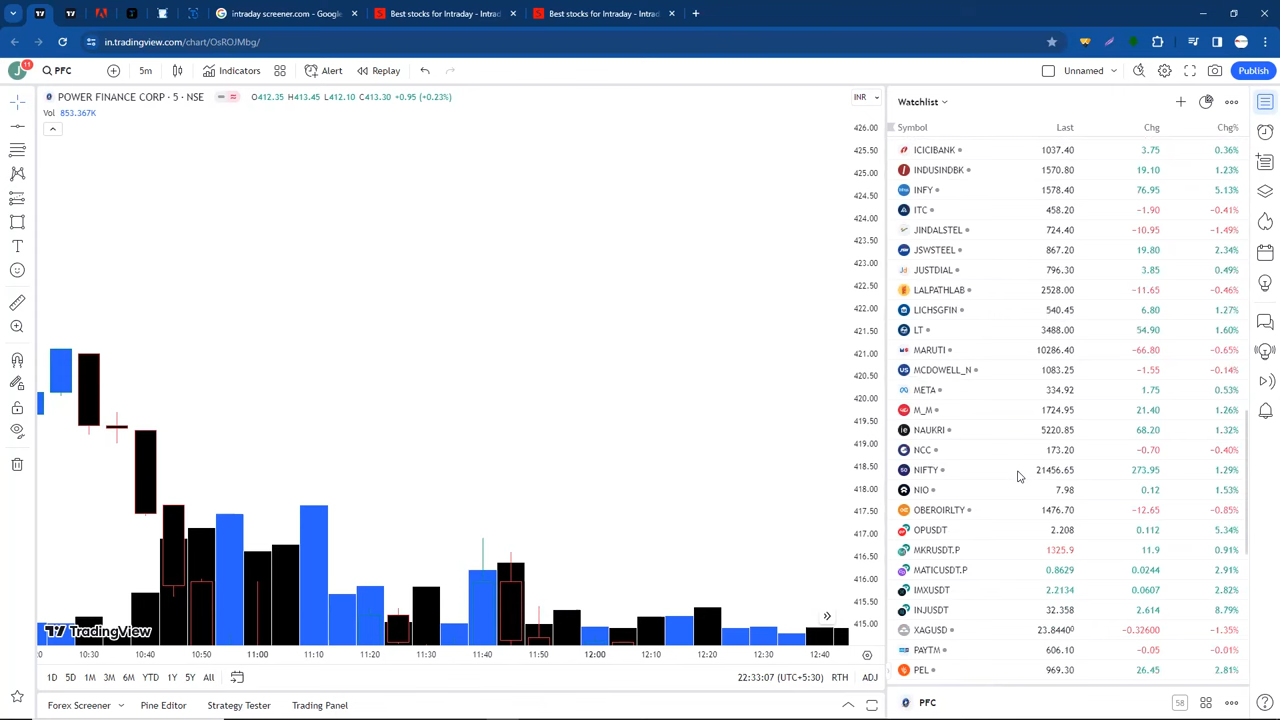 intraday screener.com - Google
Best stocks for Intraday - Intrad
Best stocks for Intraday - Intrad
in.tradingview.com/chart/OsROJMbg/
J
11
PFC
5m
Indicators
Alert
Replay
Unnamed
Publish
POWER FINANCE CORP · 5 · NSE
O412.35 H413.45 L412.10 C413.30 +0.95 (+0.23%)
INR
Vol 853.367K
426.00
425.50
425.00
424.50
424.00
423.50
423.00
422.50
422.00
421.50
421.00
420.50
420.00
419.50
419.00
418.50
418.00
417.50
417.00
416.50
416.00
415.50
415.00
TradingView
10:30 10:40 10:50 11:00 11:10 11:20 11:30 11:40 11:50 12:00 12:10 12:20 12:30 12:40
1D 5D 1M 3M 6M YTD 1Y 5Y All
22:33:07 (UTC+5:30) RTH ADJ
Forex Screener Pine Editor Strategy Tester Trading Panel
Watchlist
Symbol Last Chg Chg%
ICICIBANK 1037.40 3.75 0.36%
INDUSINDBK 1570.80 19.10 1.23%
INFY 1578.40 76.95 5.13%
ITC 458.20 −1.90 −0.41%
JINDALSTEL 724.40 −10.95 −1.49%
JSWSTEEL 867.20 19.80 2.34%
JUSTDIAL 796.30 3.85 0.49%
LALPATHLAB 2528.00 −11.65 −0.46%
LICHSGFIN 540.45 6.80 1.27%
LT 3488.00 54.90 1.60%
MARUTI 10286.40 −66.80 −0.65%
MCDOWELL_N 1083.25 −1.55 −0.14%
META 334.92 1.75 0.53%
M_M 1724.95 21.40 1.26%
NAUKRI 5220.85 68.20 1.32%
NCC 173.20 −0.70 −0.40%
NIFTY 21456.65 273.95 1.29%
NIO 7.98 0.12 1.53%
OBEROIRLTY 1476.70 −12.65 −0.85%
OPUSDT 2.208 0.112 5.34%
MKRUSDT.P 1325.9 11.9 0.91%
MATICUSDT.P 0.8629 0.0244 2.91%
IMXUSDT 2.2134 0.0607 2.82%
INJUSDT 32.358 2.614 8.79%
XAGUSD 23.8440⁰ −0.32600 −1.35%
PAYTM 606.10 −0.05 −0.01%
PEL 969.30 26.45 2.81%
PFC
58